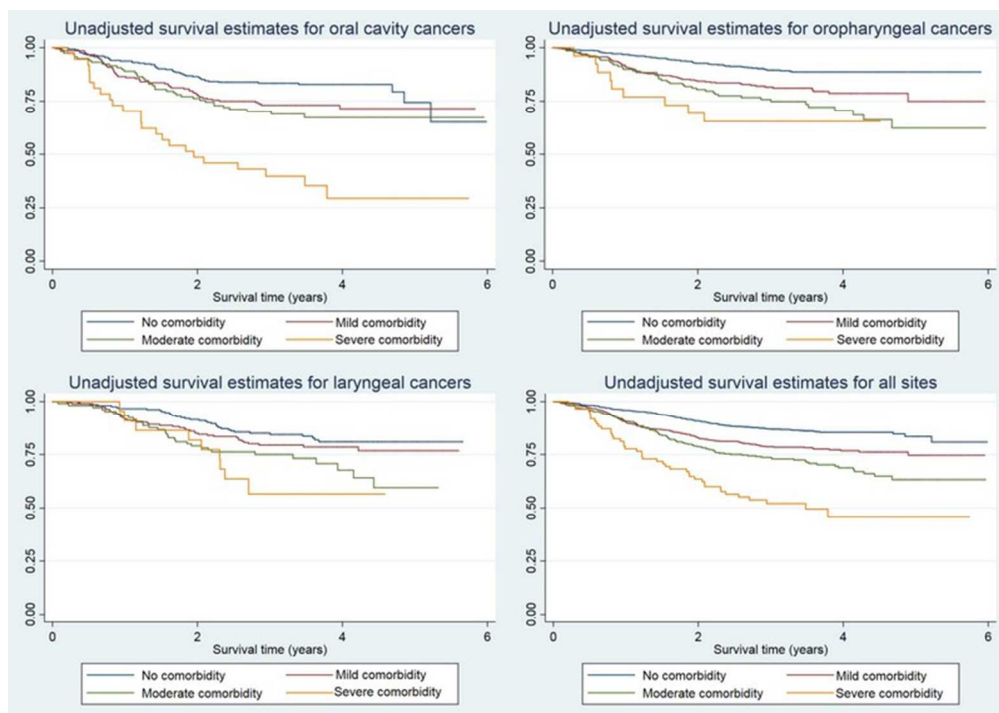 Unadjusted survival estimates for oral cavity cancers
1.00
0.75
0.50
0.25
0.00
0 2 4 6
Survival time (years)
No comorbidity Mild comorbidity
Moderate comorbidity Severe comorbidity
Unadjusted survival estimates for oropharyngeal cancers
1.00
0.75
0.50
0.25
0.00
0 2 4 6
Survival time (years)
No comorbidity Mild comorbidity
Moderate comorbidity Severe comorbidity
Unadjusted survival estimates for laryngeal cancers
1.00
0.75
0.50
0.25
0.00
0 2 4 6
Survival time (years)
No comorbidity Mild comorbidity
Moderate comorbidity Severe comorbidity
Undadjusted survival estimates for all sites
1.00
0.75
0.50
0.25
0.00
0 2 4 6
Survival time (years)
No comorbidity Mild comorbidity
Moderate comorbidity Severe comorbidity